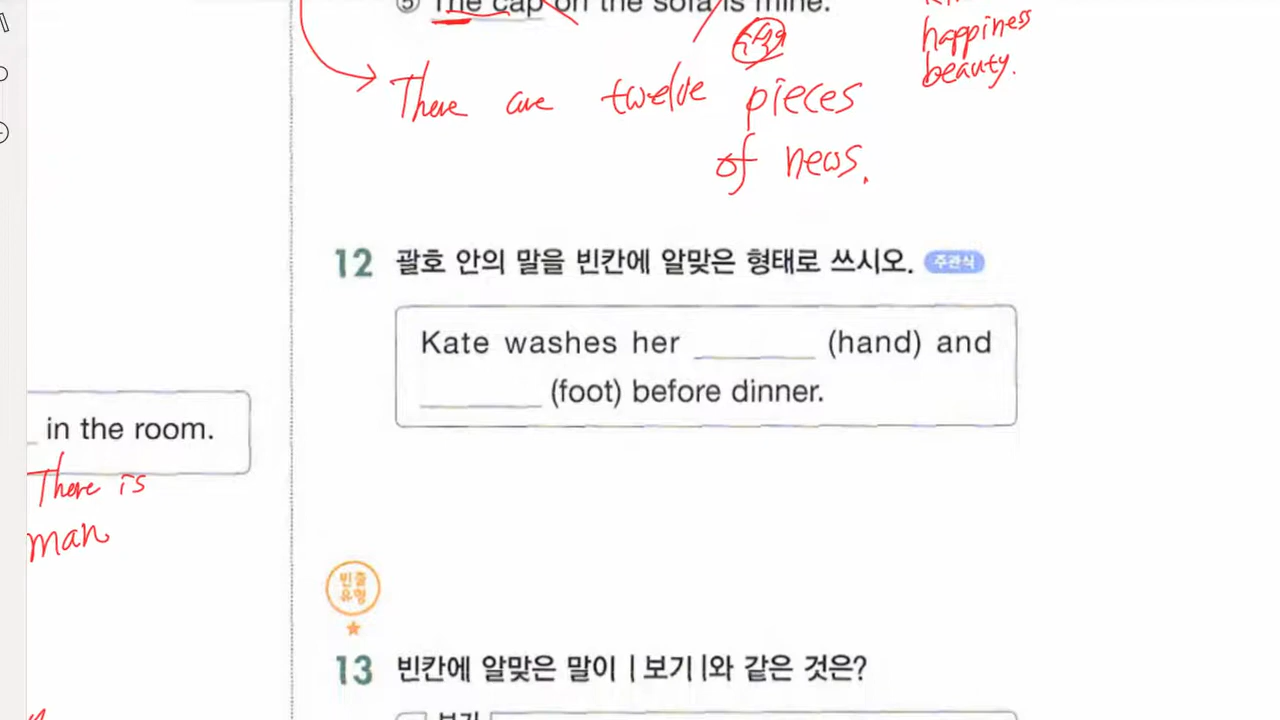 ⑤ The cap on the sofa is mine.
happiness
beauty.
There are twelve pieces
of news.
12 괄호 안의 말을 빈칸에 알맞은 형태로 쓰시오. 주관식
Kate washes her ________ (hand) and
________ (foot) before dinner.
in the room.
There is
man
빈출
유형
13 빈칸에 알맞은 말이 |보기|와 같은 것은?
보기